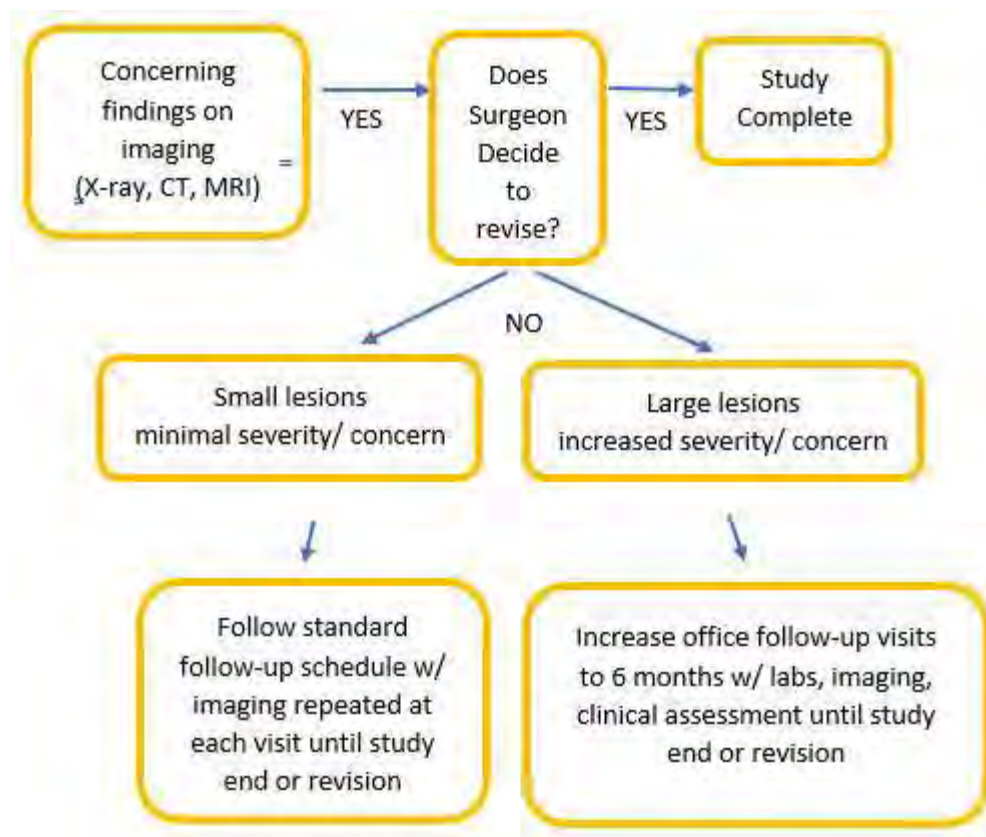 Concerning
findings on
imaging
(X-ray, CT, MRI) =
YES
Does
Surgeon
Decide
to
revise?
YES
Study
Complete
NO
Small lesions
minimal severity/ concern
Large lesions
increased severity/ concern
Follow standard
follow-up schedule w/
imaging repeated at
each visit until study
end or revision
Increase office follow-up visits
to 6 months w/ labs, imaging,
clinical assessment until study
end or revision